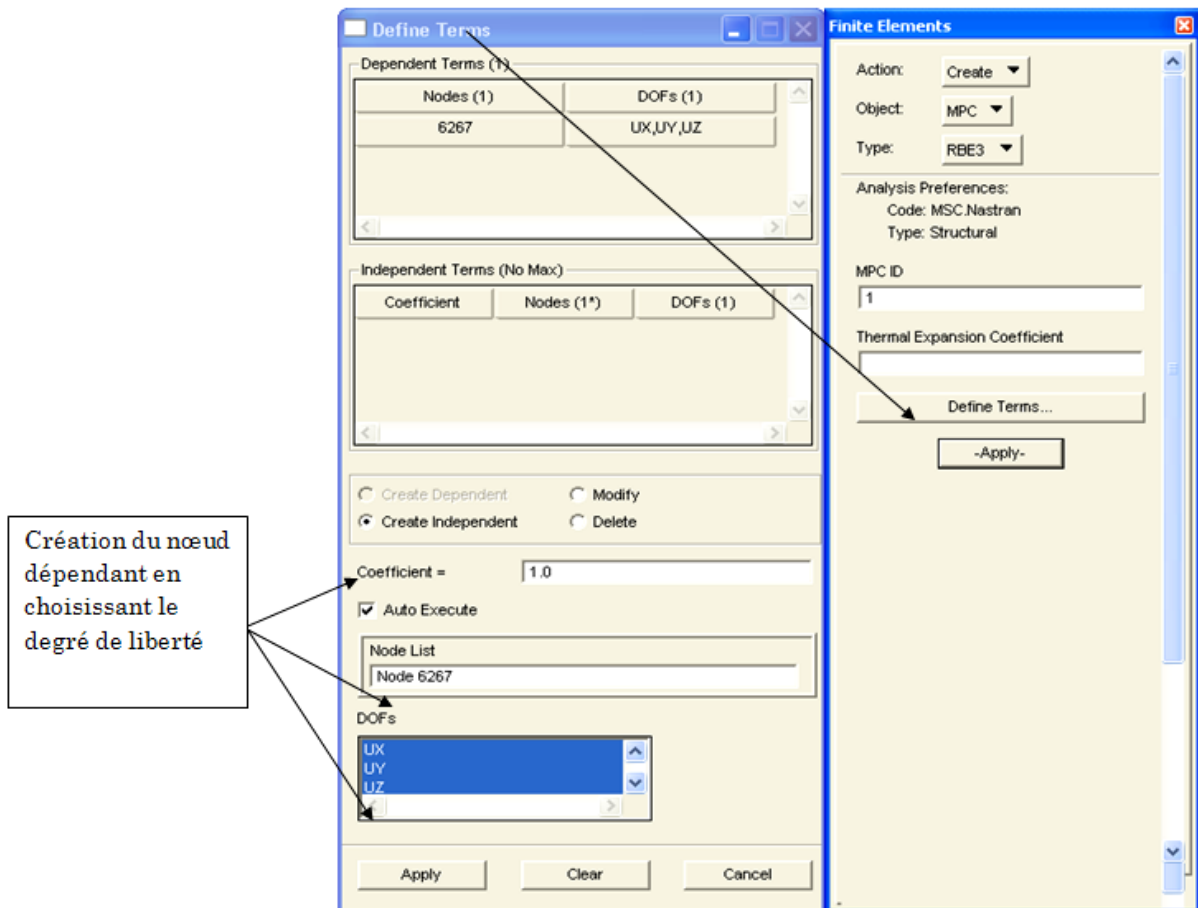 Define Terms
Dependent Terms (1)
Nodes (1) DOFs (1)
6267 UX,UY,UZ
Independent Terms (No Max)
Coefficient Nodes (1*) DOFs (1)
Create Dependent Modify
Create Independent Delete
Coefficient = 1.0
Auto Execute
Node List
Node 6267
DOFs
UX
UY
UZ
Apply Clear Cancel
Finite Elements
Action: Create
Object: MPC
Type: RBE3
Analysis Preferences:
Code: MSC.Nastran
Type: Structural
MPC ID
1
Thermal Expansion Coefficient
Define Terms...
-Apply-
-
Création du nœud
dépendant en
choisissant le
degré de liberté